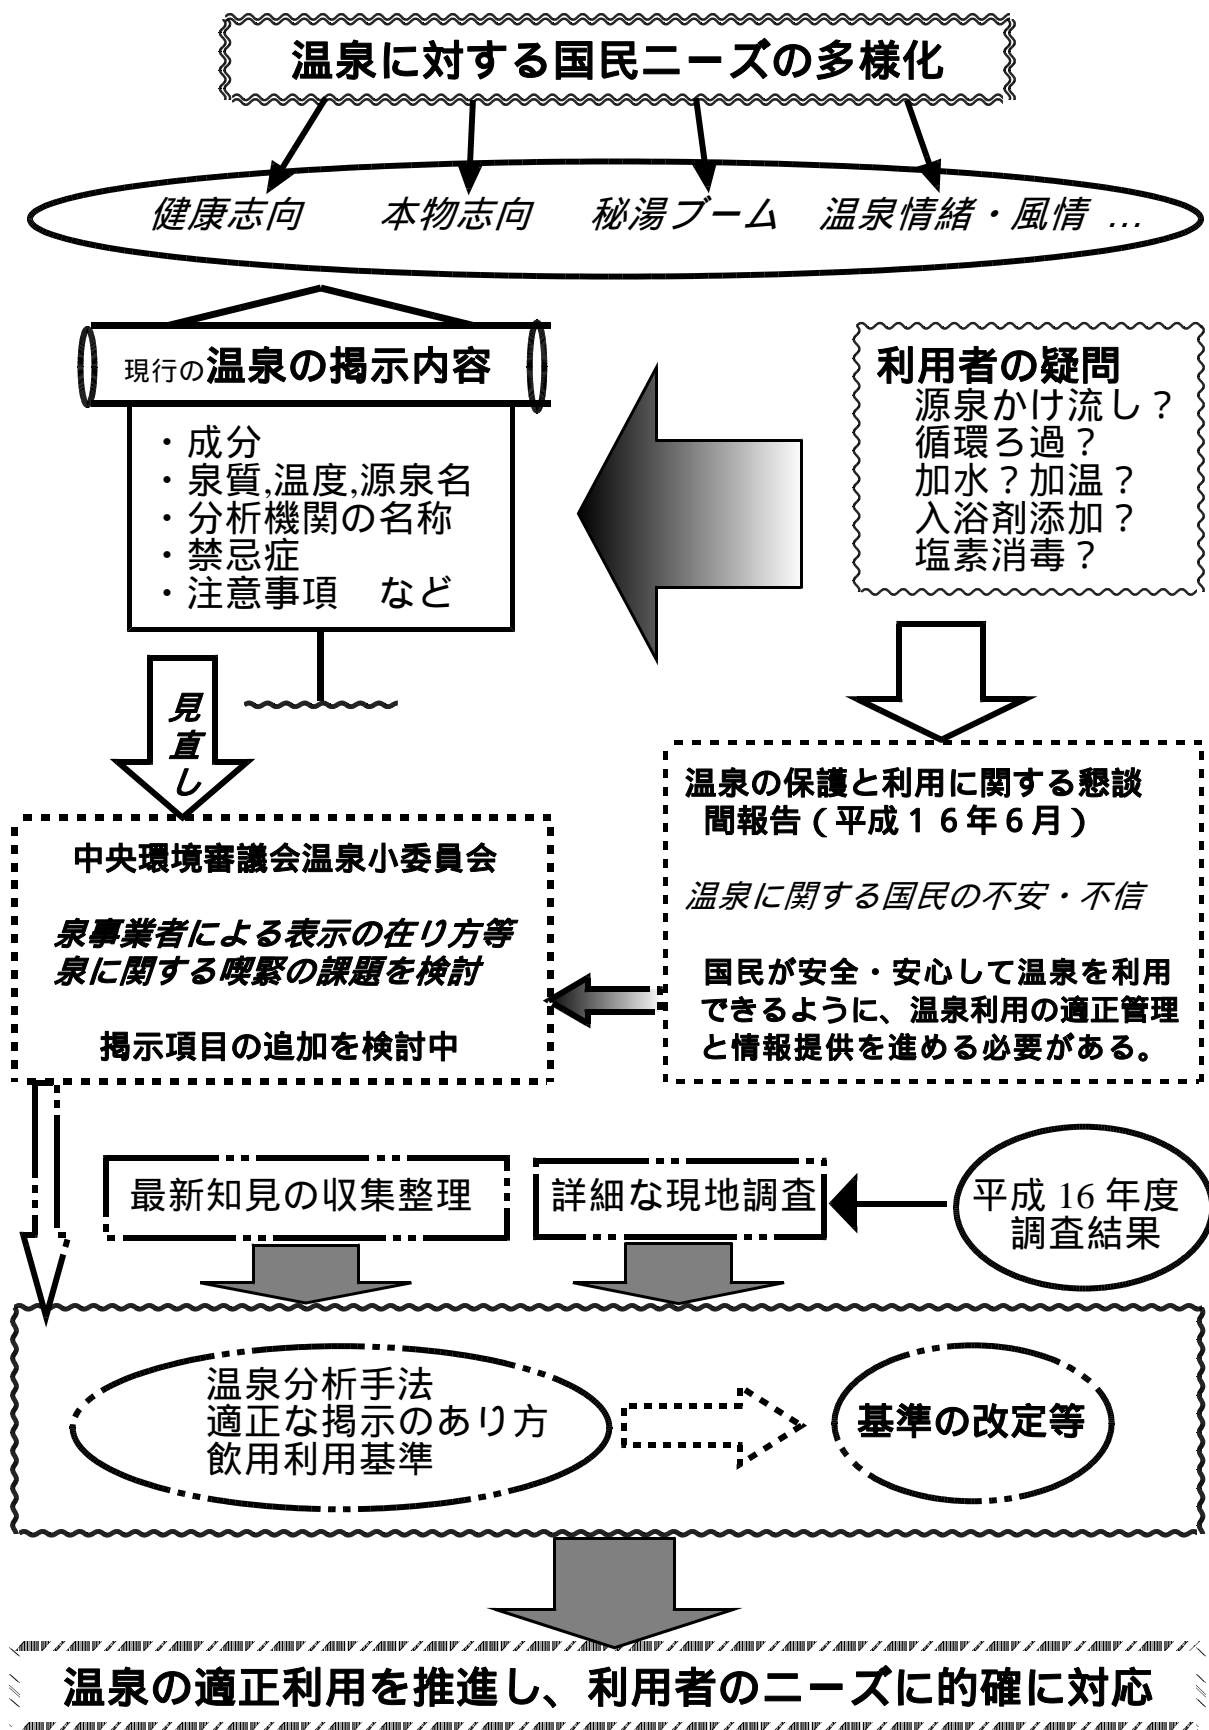 温泉に対する国民ニーズの多様化
健康志向 本物志向 秘湯ブーム 温泉情緒・風情 …
現行の温泉の掲示内容
・成分
・泉質,温度,源泉名
・分析機関の名称
・禁忌症
・注意事項 など
利用者の疑問
源泉かけ流し？
循環ろ過？
加水？加温？
入浴剤添加？
塩素消毒？
見
直
し
温泉の保護と利用に関する懇談
間報告（平成１６年６月）
温泉に関する国民の不安・不信
国民が安全・安心して温泉を利用
できるように、温泉利用の適正管理
と情報提供を進める必要がある。
中央環境審議会温泉小委員会
泉事業者による表示の在り方等
泉に関する喫緊の課題を検討
掲示項目の追加を検討中
最新知見の収集整理
詳細な現地調査
平成 16 年度
調査結果
温泉分析手法
適正な掲示のあり方
飲用利用基準
基準の改定等
温泉の適正利用を推進し、利用者のニーズに的確に対応